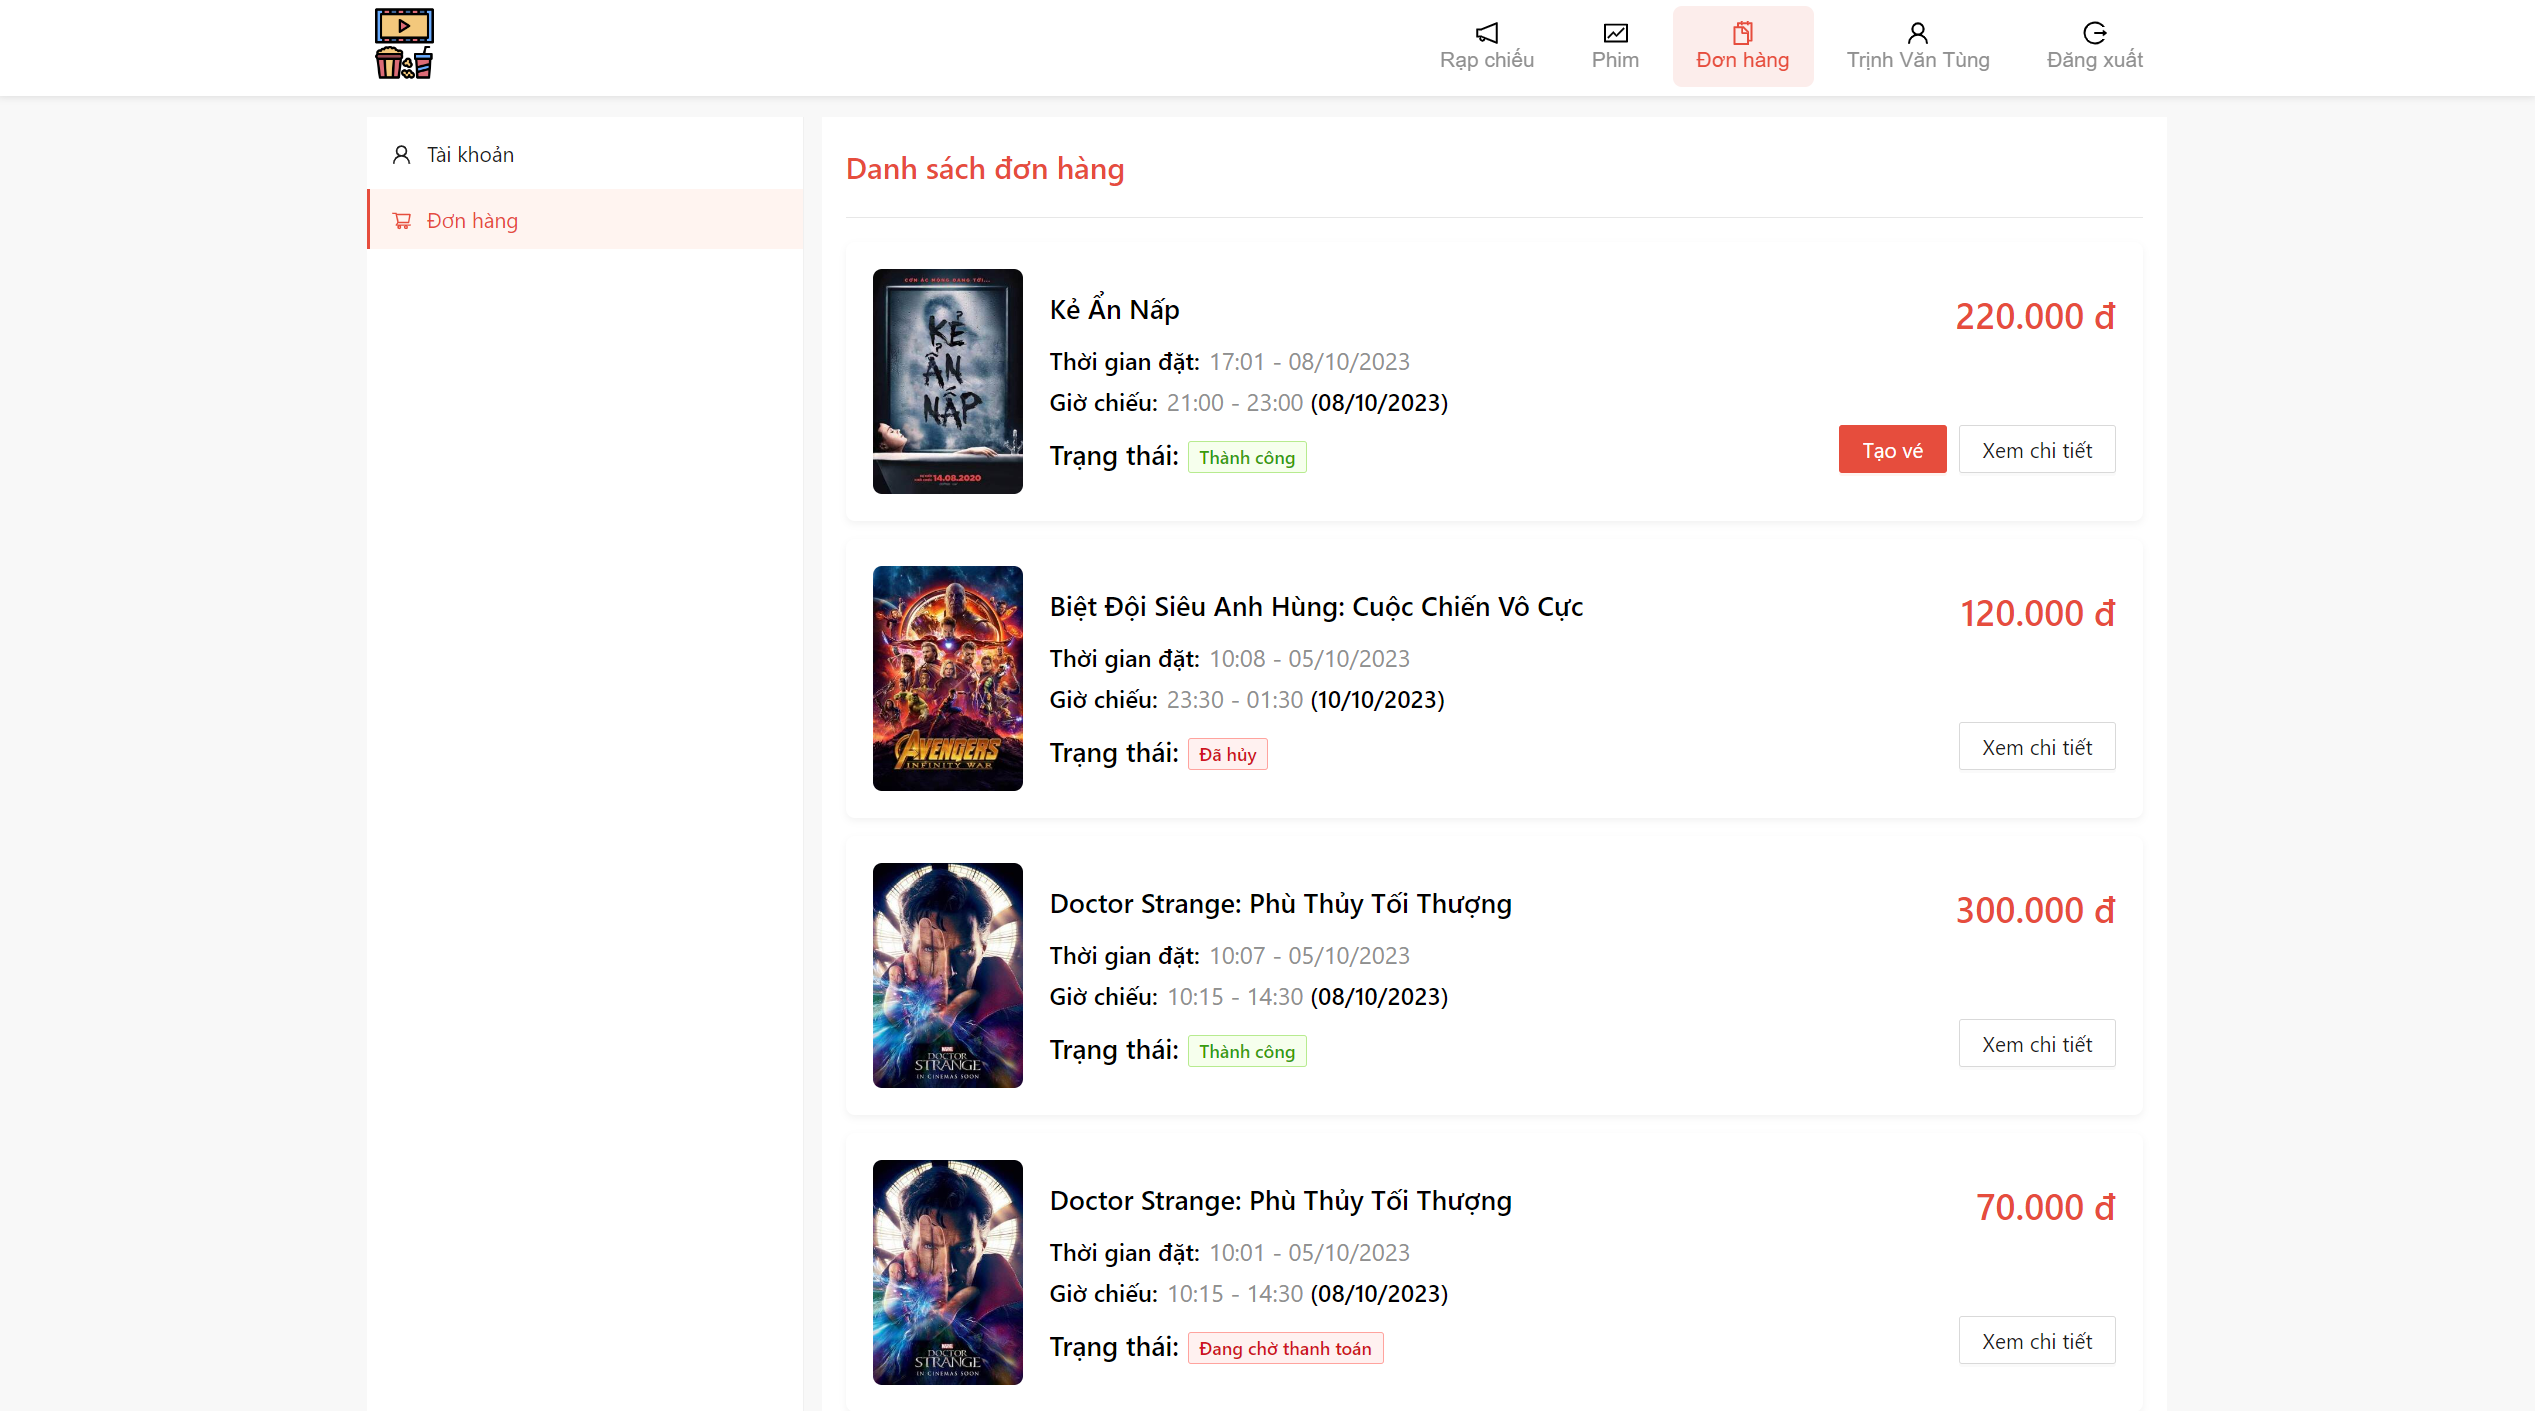 Rạp chiếu
Phim
Đơn hàng
Trịnh Văn Tùng
Đăng xuất
Tài khoản
Đơn hàng
Danh sách đơn hàng
CƠN ÁC MỘNG ĐANG TỚI...
KẺ
ẨN
NẤP
14.08.2020
Kẻ Ẩn Nấp
220.000 đ
Thời gian đặt: 17:01 - 08/10/2023
Giờ chiếu: 21:00 - 23:00 (08/10/2023)
Trạng thái: Thành công
Tạo vé
Xem chi tiết
AVENGERS
INFINITY WAR
Biệt Đội Siêu Anh Hùng: Cuộc Chiến Vô Cực
120.000 đ
Thời gian đặt: 10:08 - 05/10/2023
Giờ chiếu: 23:30 - 01:30 (10/10/2023)
Trạng thái: Đã hủy
Xem chi tiết
MARVEL
DOCTOR
STRANGE
IN CINEMAS SOON
Doctor Strange: Phù Thủy Tối Thượng
300.000 đ
Thời gian đặt: 10:07 - 05/10/2023
Giờ chiếu: 10:15 - 14:30 (08/10/2023)
Trạng thái: Thành công
Xem chi tiết
MARVEL
DOCTOR
STRANGE
IN CINEMAS SOON
Doctor Strange: Phù Thủy Tối Thượng
70.000 đ
Thời gian đặt: 10:01 - 05/10/2023
Giờ chiếu: 10:15 - 14:30 (08/10/2023)
Trạng thái: Đang chờ thanh toán
Xem chi tiết